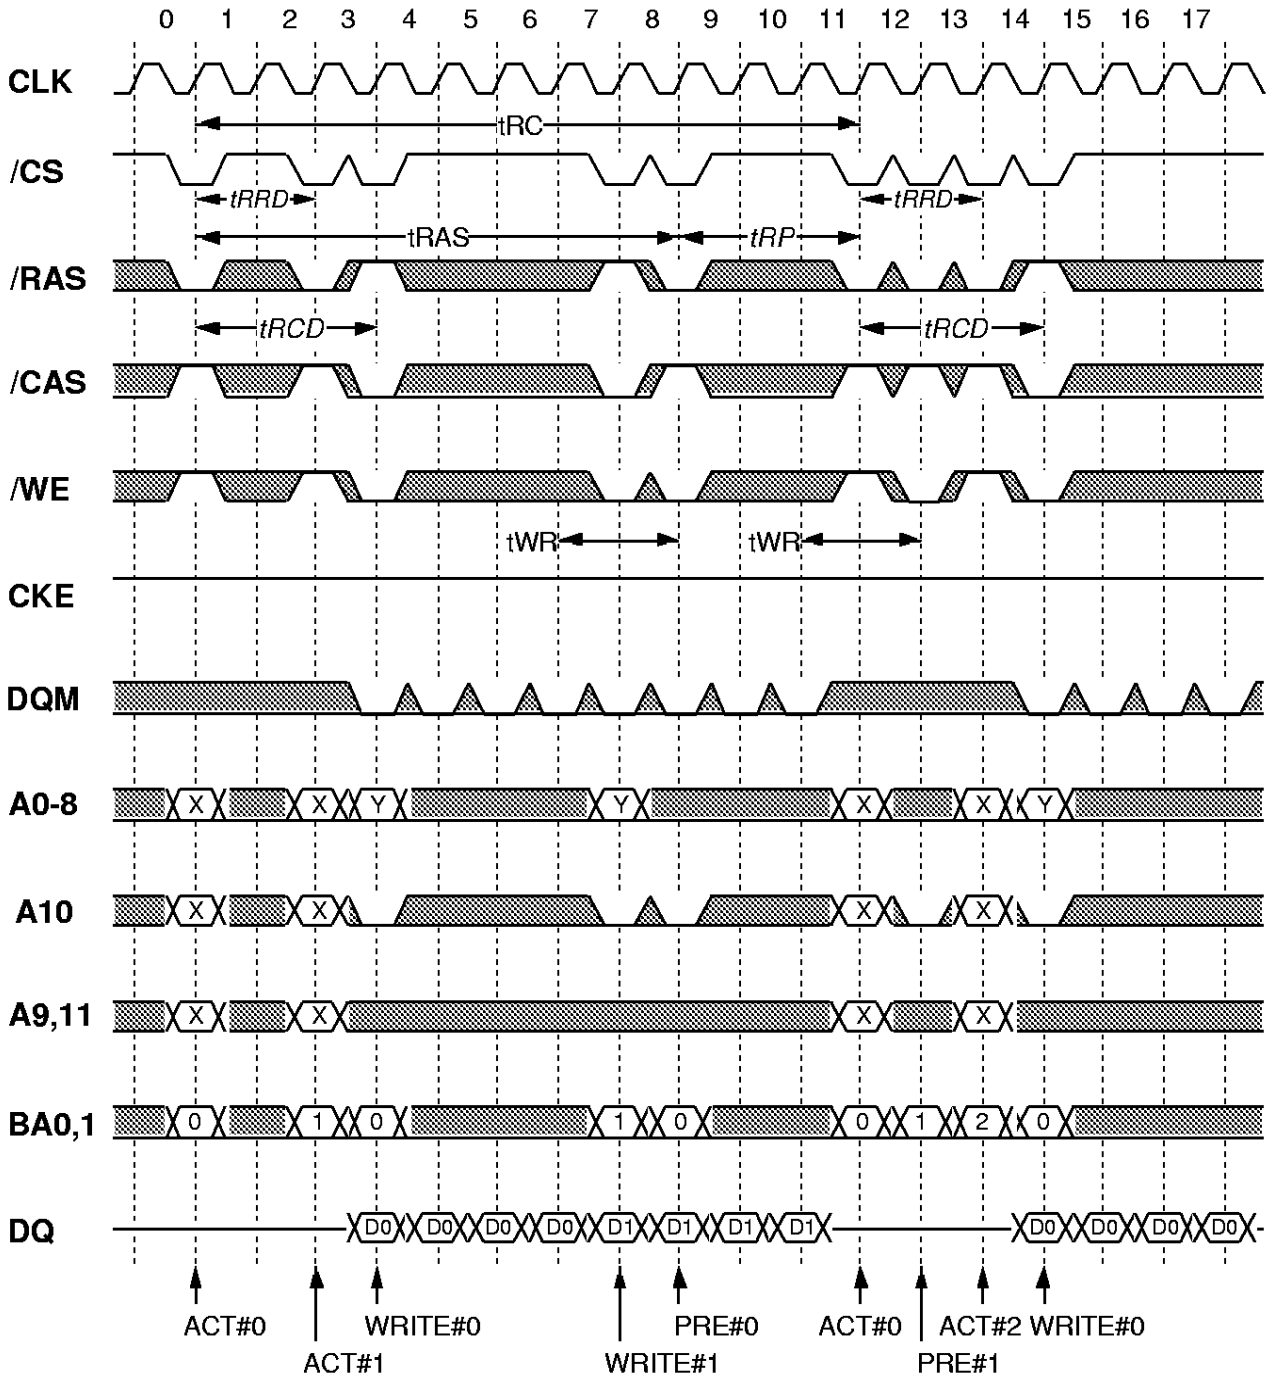 0 1 2 3 4 5 6 7 8 9 10 11 12 13 14 15 16 17
CLK
tRC
/CS
tRRD tRRD
tRAS tRP
/RAS
tRCD tRCD
/CAS
/WE
tWR tWR
CKE
DQM
A0-8 X X Y Y X X Y
A10 X X X X
A9,11 X X X X
BA0,1 0 1 0 1 0 0 1 2 0
DQ D0 D0 D0 D0 D1 D1 D1 D1 D0 D0 D0 D0
ACT#0 WRITE#0 PRE#0 ACT#0 ACT#2 WRITE#0
ACT#1 WRITE#1 PRE#1